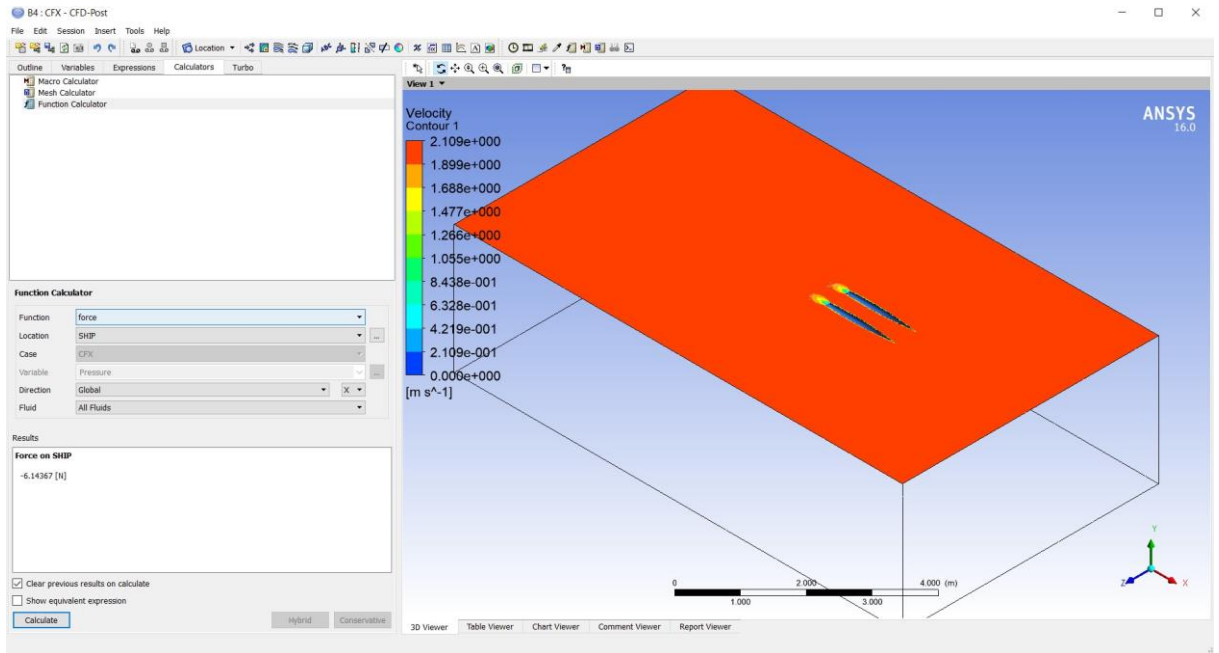 B4 : CFX - CFD-Post
File Edit Session Insert Tools Help
Location
Outline Variables Expressions Calculators Turbo
Macro Calculator
Mesh Calculator
Function Calculator
Function Calculator
Function force
Location SHIP
Case CFX
Variable Pressure
Direction Global X
Fluid All Fluids
Results
Force on SHIP
-6.14367 [N]
Clear previous results on calculate
Show equivalent expression
Calculate Hybrid Conservative
View 1
Velocity
Contour 1
2.109e+000
1.899e+000
1.688e+000
1.477e+000
1.266e+000
1.055e+000
8.438e-001
6.328e-001
4.219e-001
2.109e-001
0.000e+000
[m s^-1]
ANSYS
16.0
0 2.000 4.000 (m)
1.000 3.000
Y
Z X
3D Viewer Table Viewer Chart Viewer Comment Viewer Report Viewer